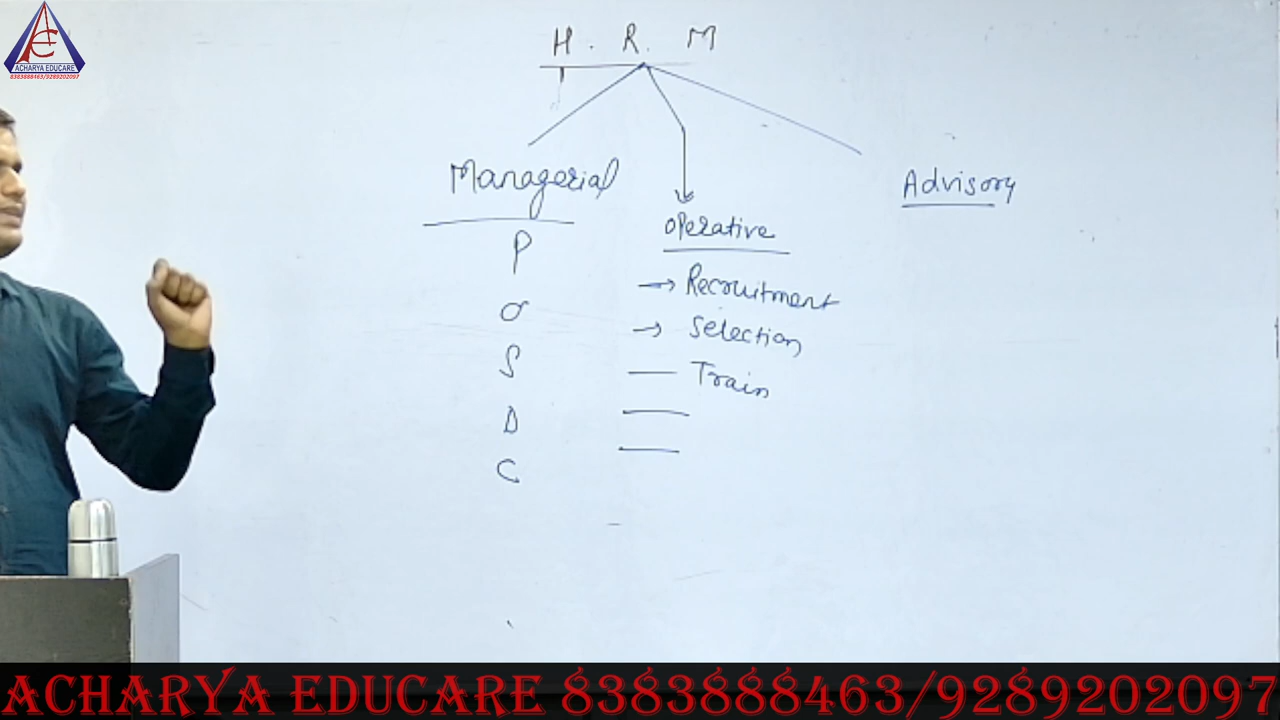 ACHARYA EDUCARE
8383888463/9289202097
H. R. M
Managerial
Advisory
Operative
P
O
S
D
C
→ Recruitment
→ Selection
— Train
ACHARYA EDUCARE 8383888463/9289202097